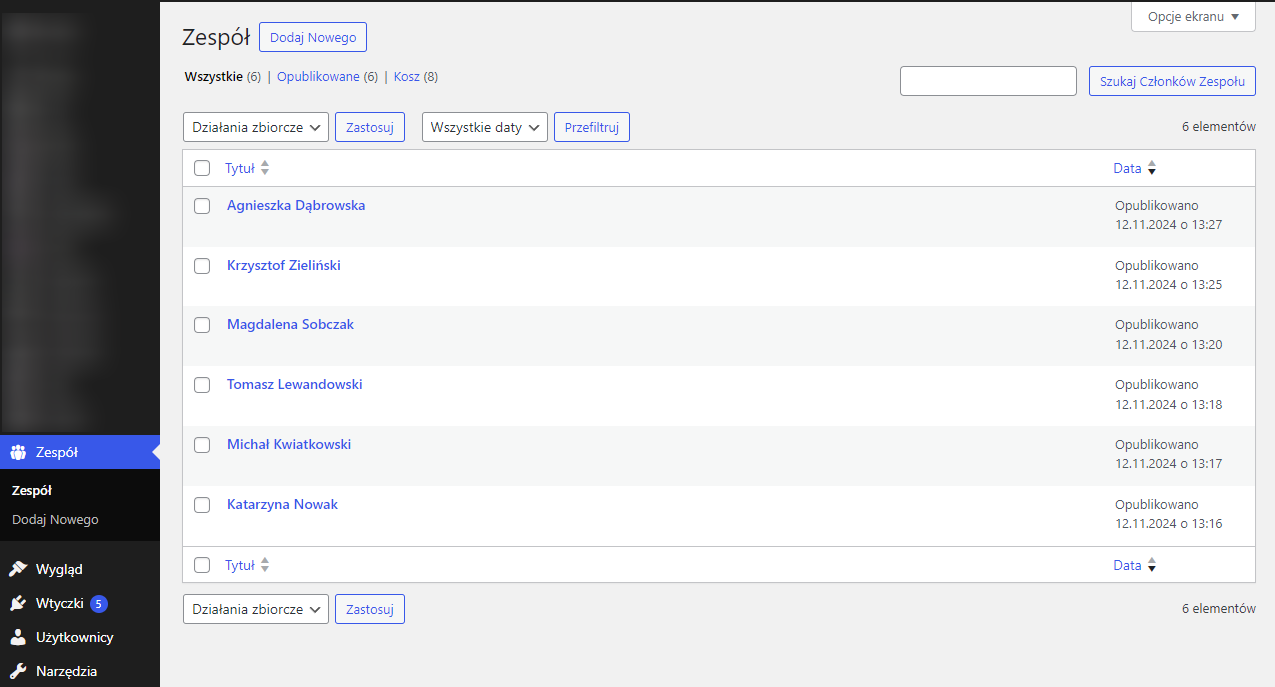 Opcje ekranu
Zespół Dodaj Nowego
Wszystkie (6) | Opublikowane (6) | Kosz (8)
Szukaj Członków Zespołu
Działania zbiorcze Zastosuj Wszystkie daty Przefiltruj 6 elementów
Tytuł Data
Agnieszka Dąbrowska Opublikowano
12.11.2024 o 13:27
Krzysztof Zieliński Opublikowano
12.11.2024 o 13:25
Magdalena Sobczak Opublikowano
12.11.2024 o 13:20
Tomasz Lewandowski Opublikowano
12.11.2024 o 13:18
Michał Kwiatkowski Opublikowano
12.11.2024 o 13:17
Katarzyna Nowak Opublikowano
12.11.2024 o 13:16
Tytuł Data
Działania zbiorcze Zastosuj 6 elementów
Zespół
Zespół
Dodaj Nowego
Wygląd
Wtyczki 5
Użytkownicy
Narzędzia